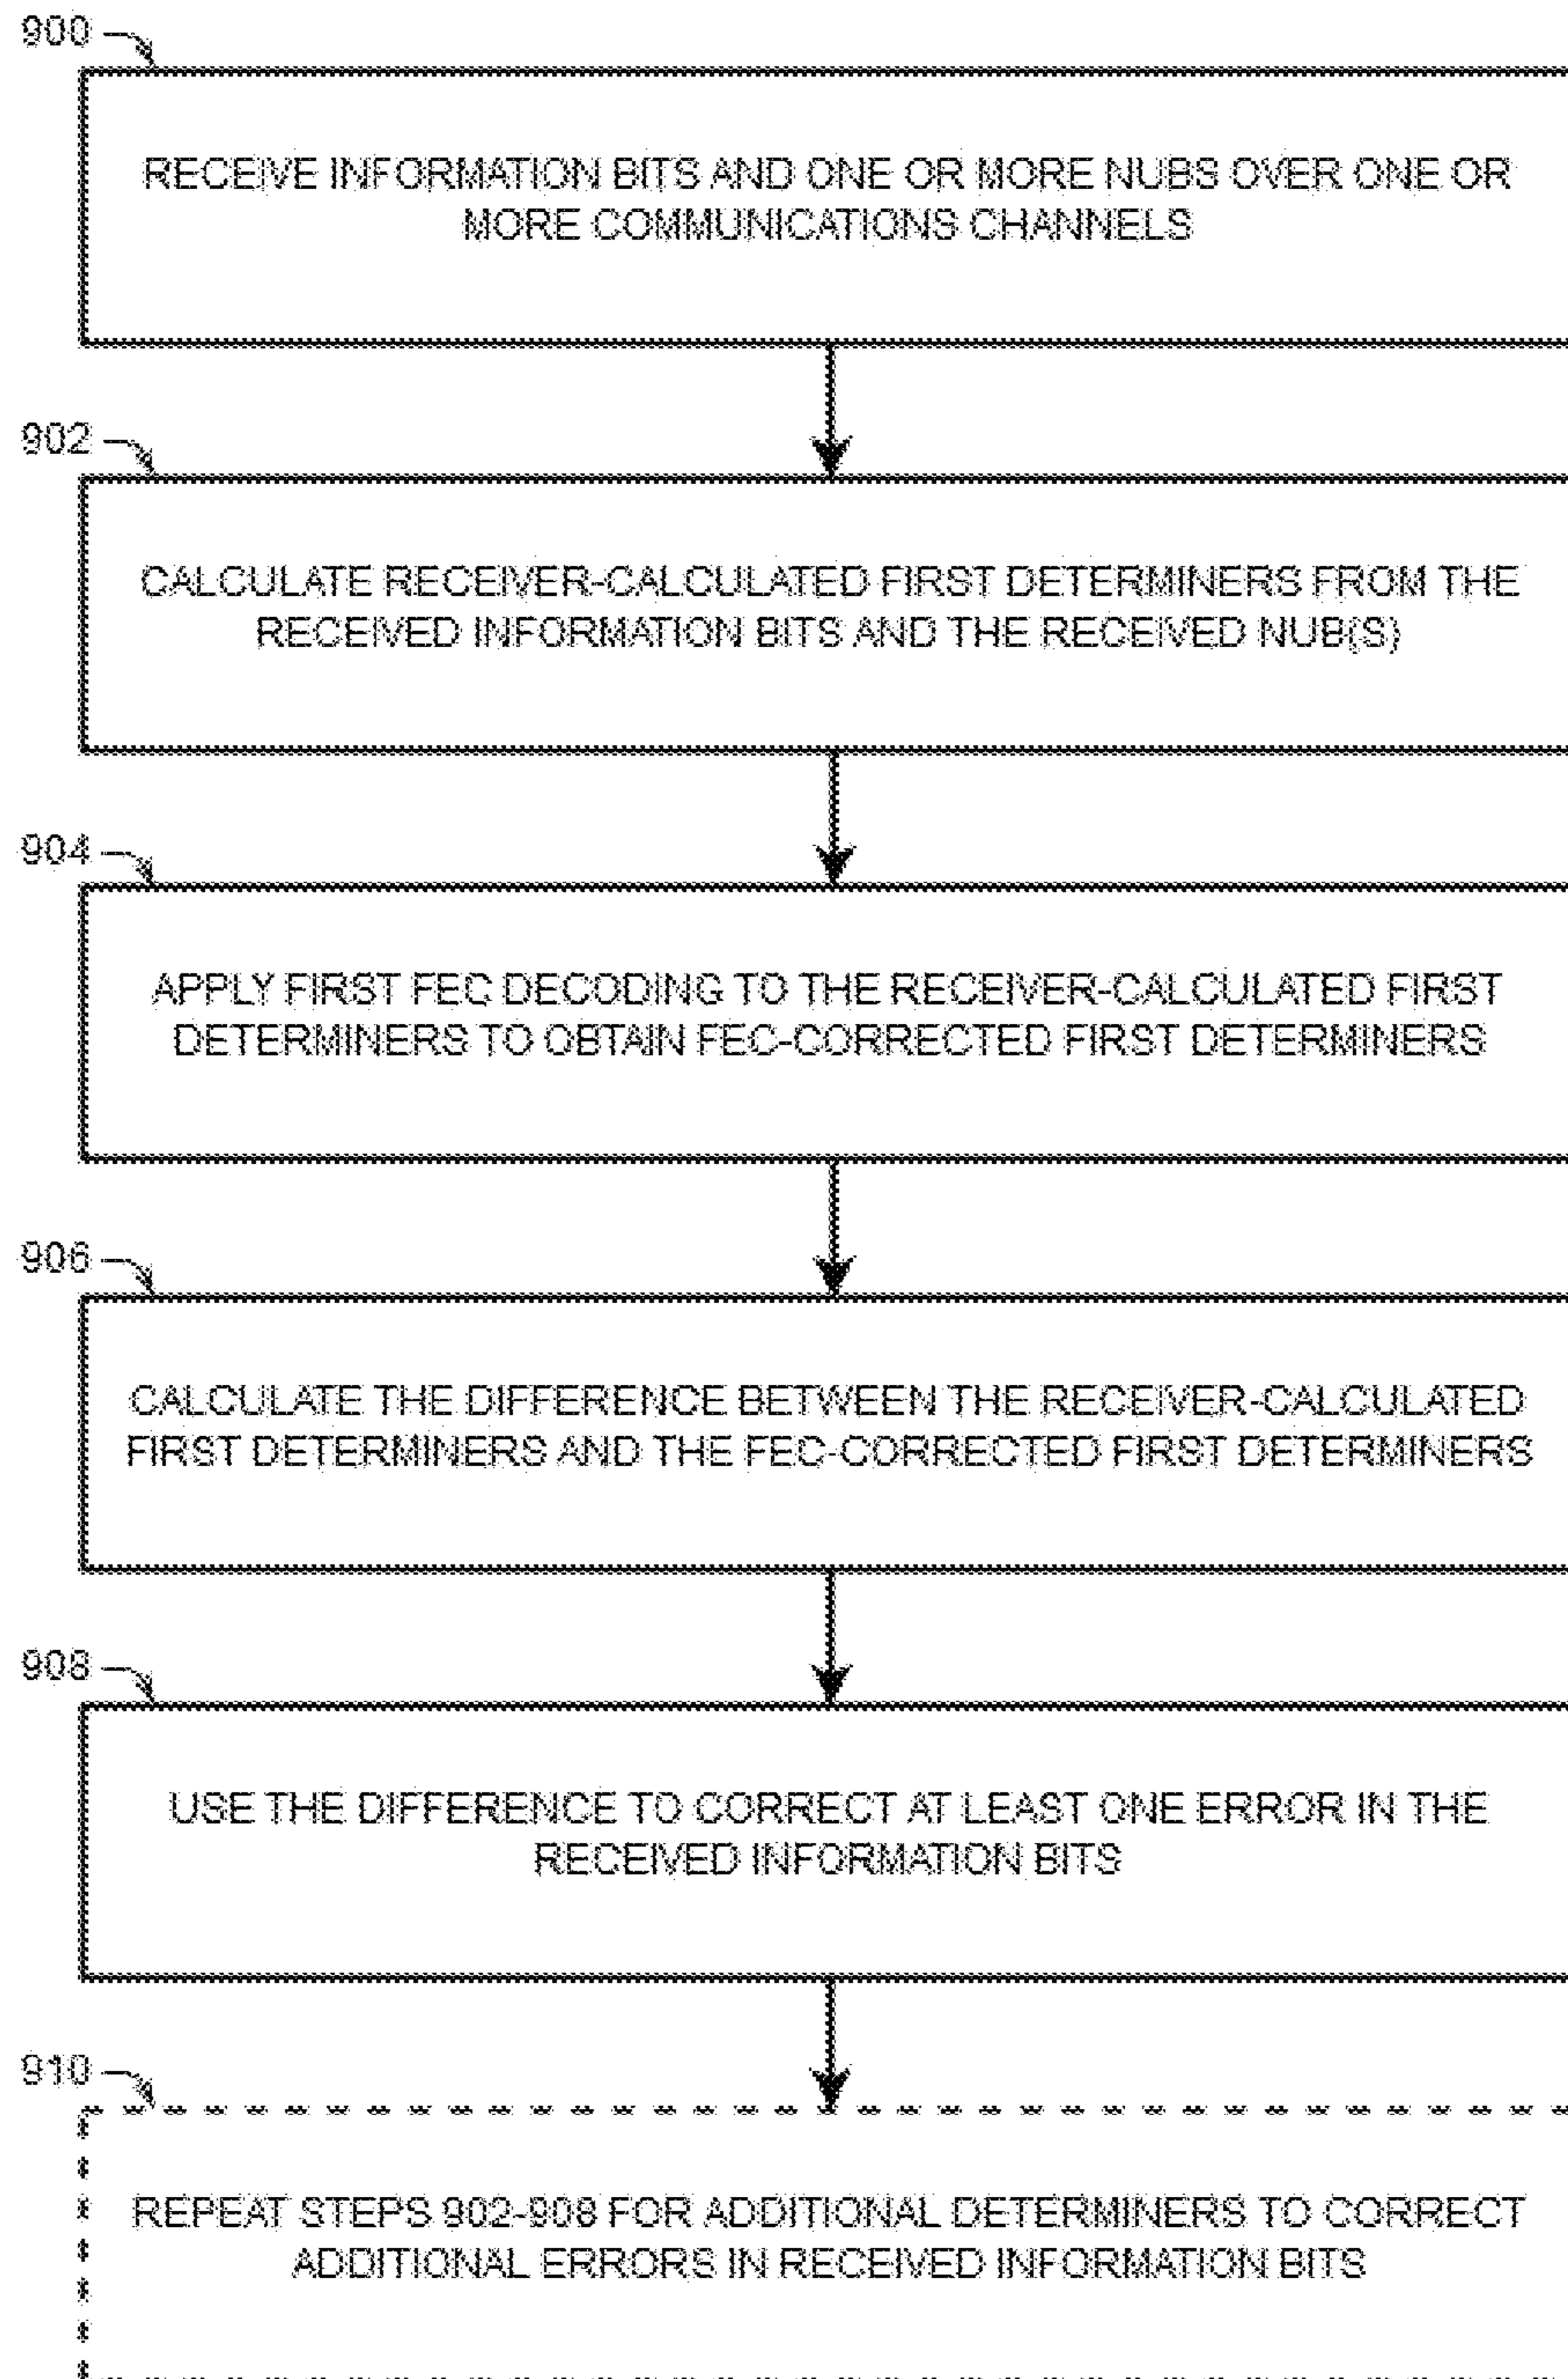 900
RECEIVE INFORMATION BITS AND ONE OR MORE NUBS OVER ONE OR
MORE COMMUNICATIONS CHANNELS
902
CALCULATE RECEIVER-CALCULATED FIRST DETERMINERS FROM THE
RECEIVED INFORMATION BITS AND THE RECEIVED NUB(S)
904
APPLY FIRST FEC DECODING TO THE RECEIVER-CALCULATED FIRST
DETERMINERS TO OBTAIN FEC-CORRECTED FIRST DETERMINERS
906
CALCULATE THE DIFFERENCE BETWEEN THE RECEIVER-CALCULATED
FIRST DETERMINERS AND THE FEC-CORRECTED FIRST DETERMINERS
908
USE THE DIFFERENCE TO CORRECT AT LEAST ONE ERROR IN THE
RECEIVED INFORMATION BITS
910
REPEAT STEPS 902-908 FOR ADDITIONAL DETERMINERS TO CORRECT
ADDITIONAL ERRORS IN RECEIVED INFORMATION BITS